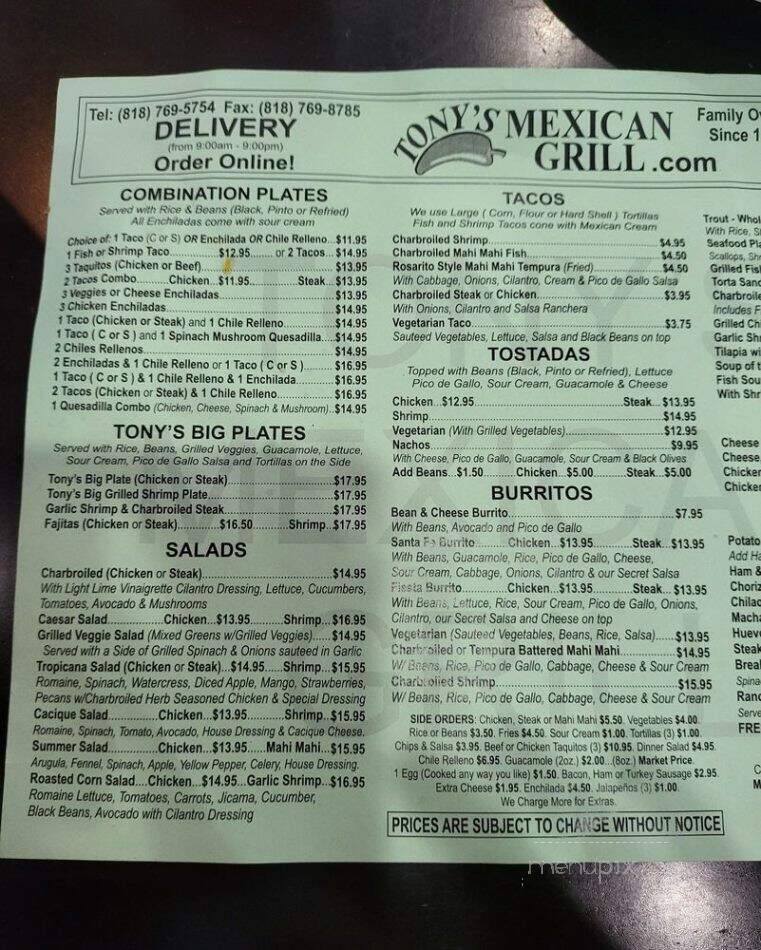 Tel: (818) 769-5754 Fax: (818) 769-8785
DELIVERY
(from 9:00am - 9:00pm)
Order Online!
TONY'S MEXICAN
GRILL.com
Family
Since
COMBINATION PLATES
Served with Rice & Beans (Black, Pinto or Refried)
All Enchiladas come with sour cream
Choice of: 1 Taco (C or S) OR Enchilada OR Chile Relleno...$11.95
1 Fish or Shrimp Taco...............$12.95........ or 2 Tacos...$14.95
3 Taquitos (Chicken or Beef)...............$13.95
2 Tacos Combo..........Chicken..$11.95..............Steak...$13.95
3 Veggies or Cheese Enchiladas...............$13.95
3 Chicken Enchiladas...............$14.95
1 Taco (Chicken or Steak) and 1 Chile Relleno...............$14.95
1 Taco ( C or S ) and 1 Spinach Mushroom Quesadilla....$14.95
2 Chiles Rellenos...............$14.95
2 Enchiladas & 1 Chile Relleno or 1 Taco ( C or S )..........$16.95
1 Taco ( C or S ) & 1 Chile Relleno & 1 Enchilada...............$16.95
2 Tacos (Chicken or Steak) & 1 Chile Relleno...............$16.95
1 Quesadilla Combo (Chicken, Cheese, Spinach & Mushroom)..$14.95
TONY'S BIG PLATES
Served with Rice, Beans, Grilled Veggies, Guacamole, Lettuce,
Sour Cream, Pico de Gallo Salsa and Tortillas on the Side
Tony's Big Plate (Chicken or Steak)...............$17.95
Tony's Big Grilled Shrimp Plate...............$17.95
Garlic Shrimp & Charbroiled Steak...............$17.95
Fajitas (Chicken or Steak)..........$16.50..........Shrimp..$17.95
SALADS
Charbroiled (Chicken or Steak)...............$14.95
With Light Lime Vinaigrette Cilantro Dressing, Lettuce, Cucumbers,
Tomatoes, Avocado & Mushrooms
Caesar Salad..............Chicken...$13.95........Shrimp...$16.95
Grilled Veggie Salad (Mixed Greens w/Grilled Veggies).....$14.95
Served with a Side of Grilled Spinach & Onions sauteed in Garlic
Tropicana Salad (Chicken or Steak)...$14.95.....Shrimp...$15.95
Romaine, Spinach, Watercress, Diced Apple, Mango, Strawberries,
Pecans w/Charbroiled Herb Seasoned Chicken & Special Dressing
Cacique Salad..............Chicken...$13.95.........Shrimp...$15.95
Romaine, Spinach, Tomato, Avocado, House Dressing & Cacique Cheese.
Summer Salad..............Chicken...$13.95.....Mahi Mahi...$15.95
Arugula, Fennel, Spinach, Apple, Yellow Pepper, Celery, House Dressing.
Roasted Corn Salad....Chicken...$14.95...Garlic Shrimp...$16.95
Romaine Lettuce, Tomatoes, Carrots, Jicama, Cucumber,
Black Beans, Avocado with Cilantro Dressing
TACOS
We use Large ( Corn, Flour or Hard Shell ) Tortillas
Fish and Shrimp Tacos cone with Mexican Cream
Charbroiled Shrimp...............$4.95
Charbroiled Mahi Mahi Fish...............$4.50
Rosarito Style Mahi Mahi Tempura (Fried)...............$4.50
With Cabbage, Onions, Cilantro, Cream & Pico de Gallo Salsa
Charbroiled Steak or Chicken...............$3.95
With Onions, Cilantro and Salsa Ranchera
Vegetarian Taco...............$3.75
Sauteed Vegetables, Lettuce, Salsa and Black Beans on top
TOSTADAS
Topped with Beans (Black, Pinto or Refried), Lettuce
Pico de Gallo, Sour Cream, Guacamole & Cheese
Chicken...$12.95...............Steak...$13.95
Shrimp...............$14.95
Vegetarian (With Grilled Vegetables)...............$12.95
Nachos...............$9.95
With Cheese, Pico de Gallo, Guacamole, Sour Cream & Black Olives
Add Beans...$1.50..........Chicken..$5.00..........Steak...$5.00
BURRITOS
Bean & Cheese Burrito...............$7.95
With Beans, Avocado and Pico de Gallo
Santa Fe Burrito..........Chicken...$13.95..........Steak...$13.95
With Beans, Guacamole, Rice, Pico de Gallo, Cheese,
Sour Cream, Cabbage, Onions, Cilantro & our Secret Salsa
Fiesta Burrito..............Chicken...$13.95............Steak... $13.95
With Beans, Lettuce, Rice, Sour Cream, Pico de Gallo, Onions,
Cilantro, our Secret Salsa and Cheese on top
Vegetarian (Sauteed Vegetables, Beans, Rice, Salsa)......$13.95
Charbroiled or Tempura Battered Mahi Mahi...............$14.95
W/ Beans, Rice, Pico de Gallo, Cabbage, Cheese & Sour Cream
Charbroiled Shrimp...............$15.95
W/ Beans, Rice, Pico de Gallo, Cabbage, Cheese & Sour Cream
SIDE ORDERS: Chicken, Steak or Mahi Mahi $5.50. Vegetables $4.00.
Rice or Beans $3.50. Fries $4.50. Sour Cream $1.00. Tortillas (3) $1.00.
Chips & Salsa $3.95. Beef or Chicken Taquitos (3) $10.95. Dinner Salad $4.95.
Chile Relleno $6.95. Guacamole (2oz.) $2.00...(8oz.) Market Price.
1 Egg (Cooked any way you like) $1.50. Bacon, Ham or Turkey Sausage $2.95.
Extra Cheese $1.95. Enchilada $4.50. Jalapeños (3) $1.00.
We Charge More for Extras.
PRICES ARE SUBJECT TO CHANGE WITHOUT NOTICE
Trout - Whol
With Rice, S
Seafood Pl
Scallops, Sh
Grilled Fis
Torta San
Charbroil
Includes F
Grilled Ch
Garlic Sh
Tilapia wi
Soup of t
Fish Sou
With Shr
Cheese
Cheese
Chicken
Chicken
Potato
Add Ha
Ham &
Choriz
Chilaq
Macha
Huev
Steak
Brea
Spina
Ranc
Serve
FRE
menupix